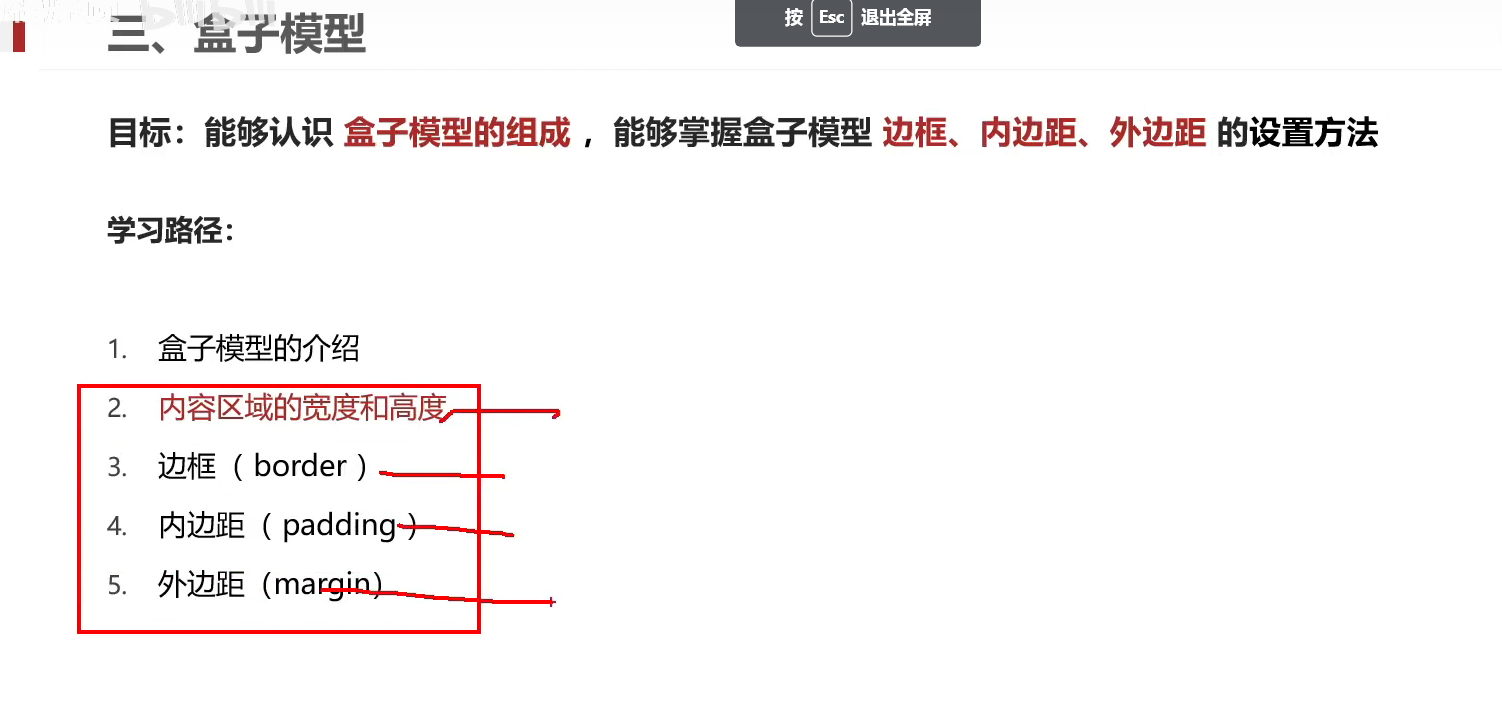 按 Esc 退出全屏
三、盒子模型
目标：能够认识 盒子模型的组成 ，能够掌握盒子模型 边框、内边距、外边距 的设置方法
学习路径：
1. 盒子模型的介绍
2. 内容区域的宽度和高度
3. 边框（ border ）
4. 内边距（ padding ）
5. 外边距（margin）